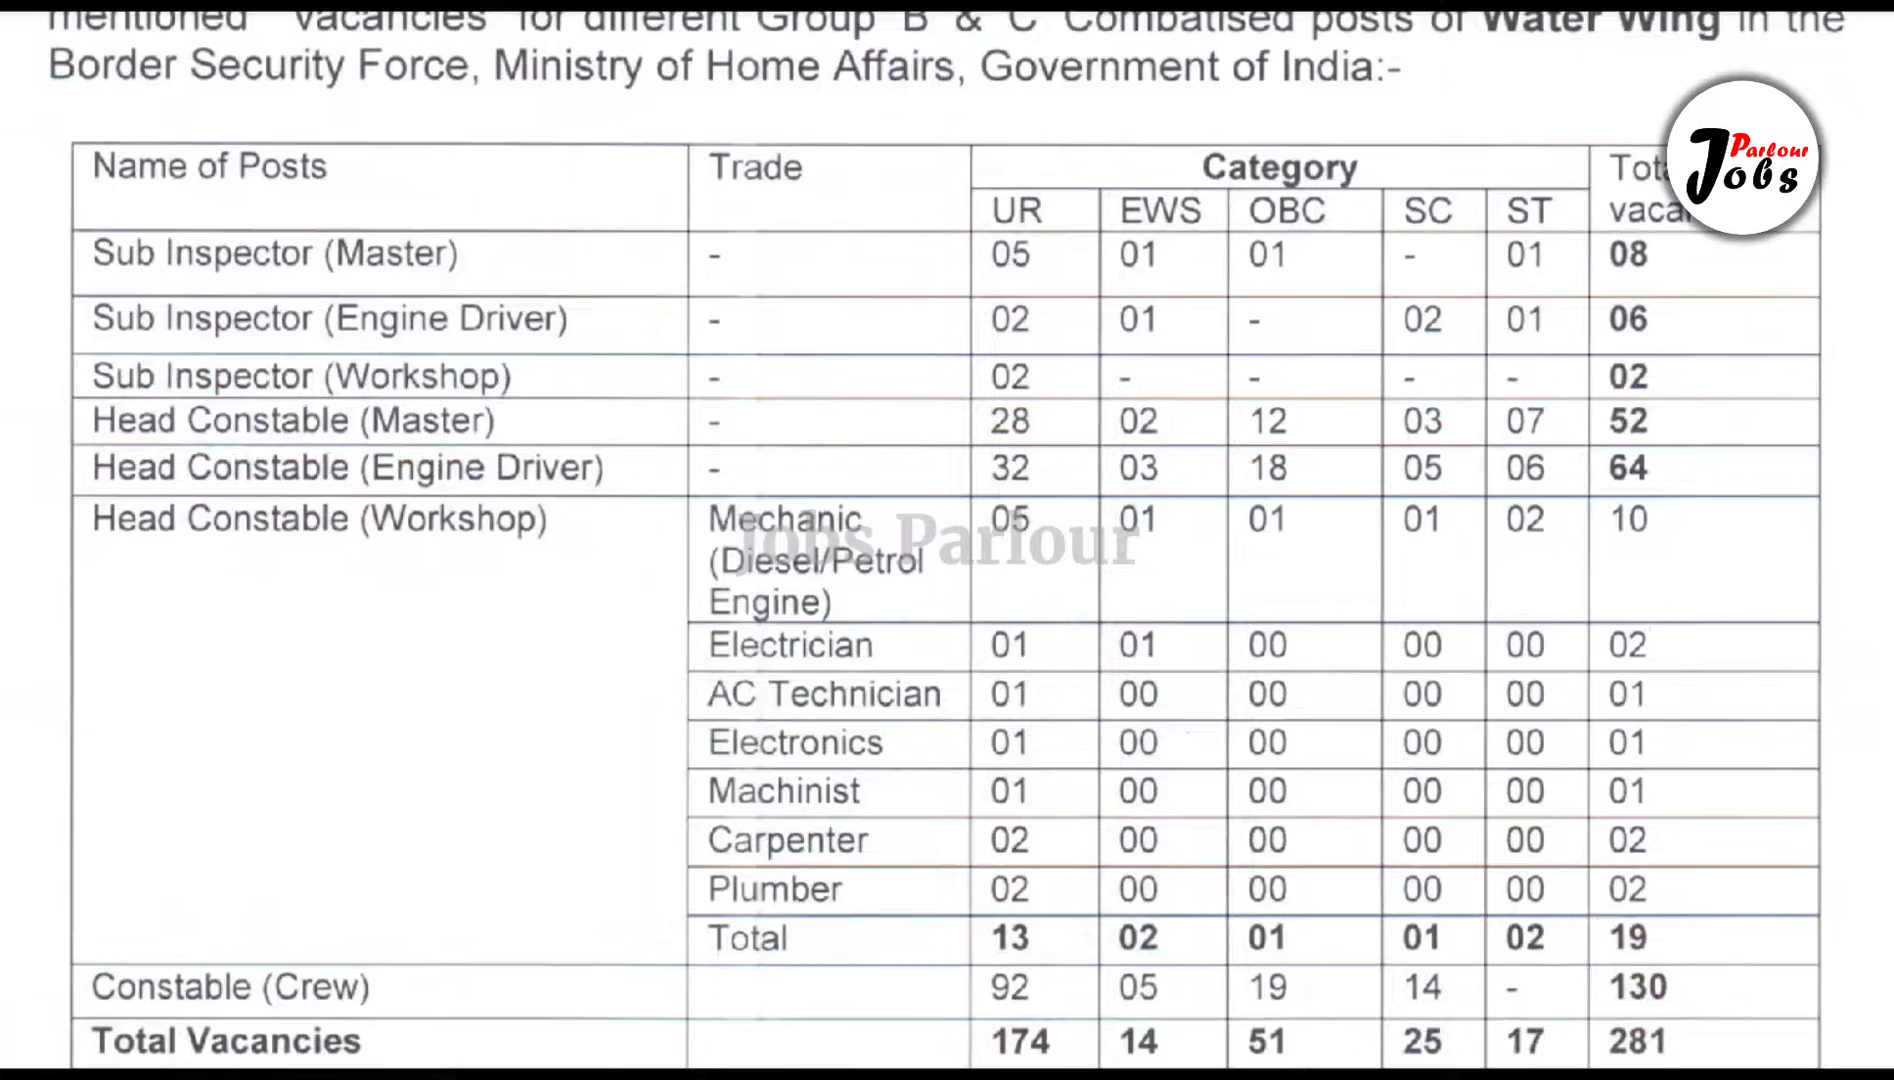 mentioned vacancies for different Group 'B' & 'C' Combatised posts of Water Wing in the
Border Security Force, Ministry of Home Affairs, Government of India:-
Parlour
Jobs
Name of Posts Trade Category
UR EWS OBC SC ST
Sub Inspector (Master) - 05 01 01 - 01 08
Sub Inspector (Engine Driver) - 02 01 - 02 01 06
Sub Inspector (Workshop) - 02 - - - - 02
Head Constable (Master) - 28 02 12 03 07 52
Head Constable (Engine Driver) - 32 03 18 05 06 64
Head Constable (Workshop) Mechanic 05 01 01 01 02 10
(Diesel/Petrol
Engine)
Jobs Parlour
Electrician 01 01 00 00 00 02
AC Technician 01 00 00 00 00 01
Electronics 01 00 00 00 00 01
Machinist 01 00 00 00 00 01
Carpenter 02 00 00 00 00 02
Plumber 02 00 00 00 00 02
Total 13 02 01 01 02 19
Constable (Crew) 92 05 19 14 - 130
Total Vacancies 174 14 51 25 17 281